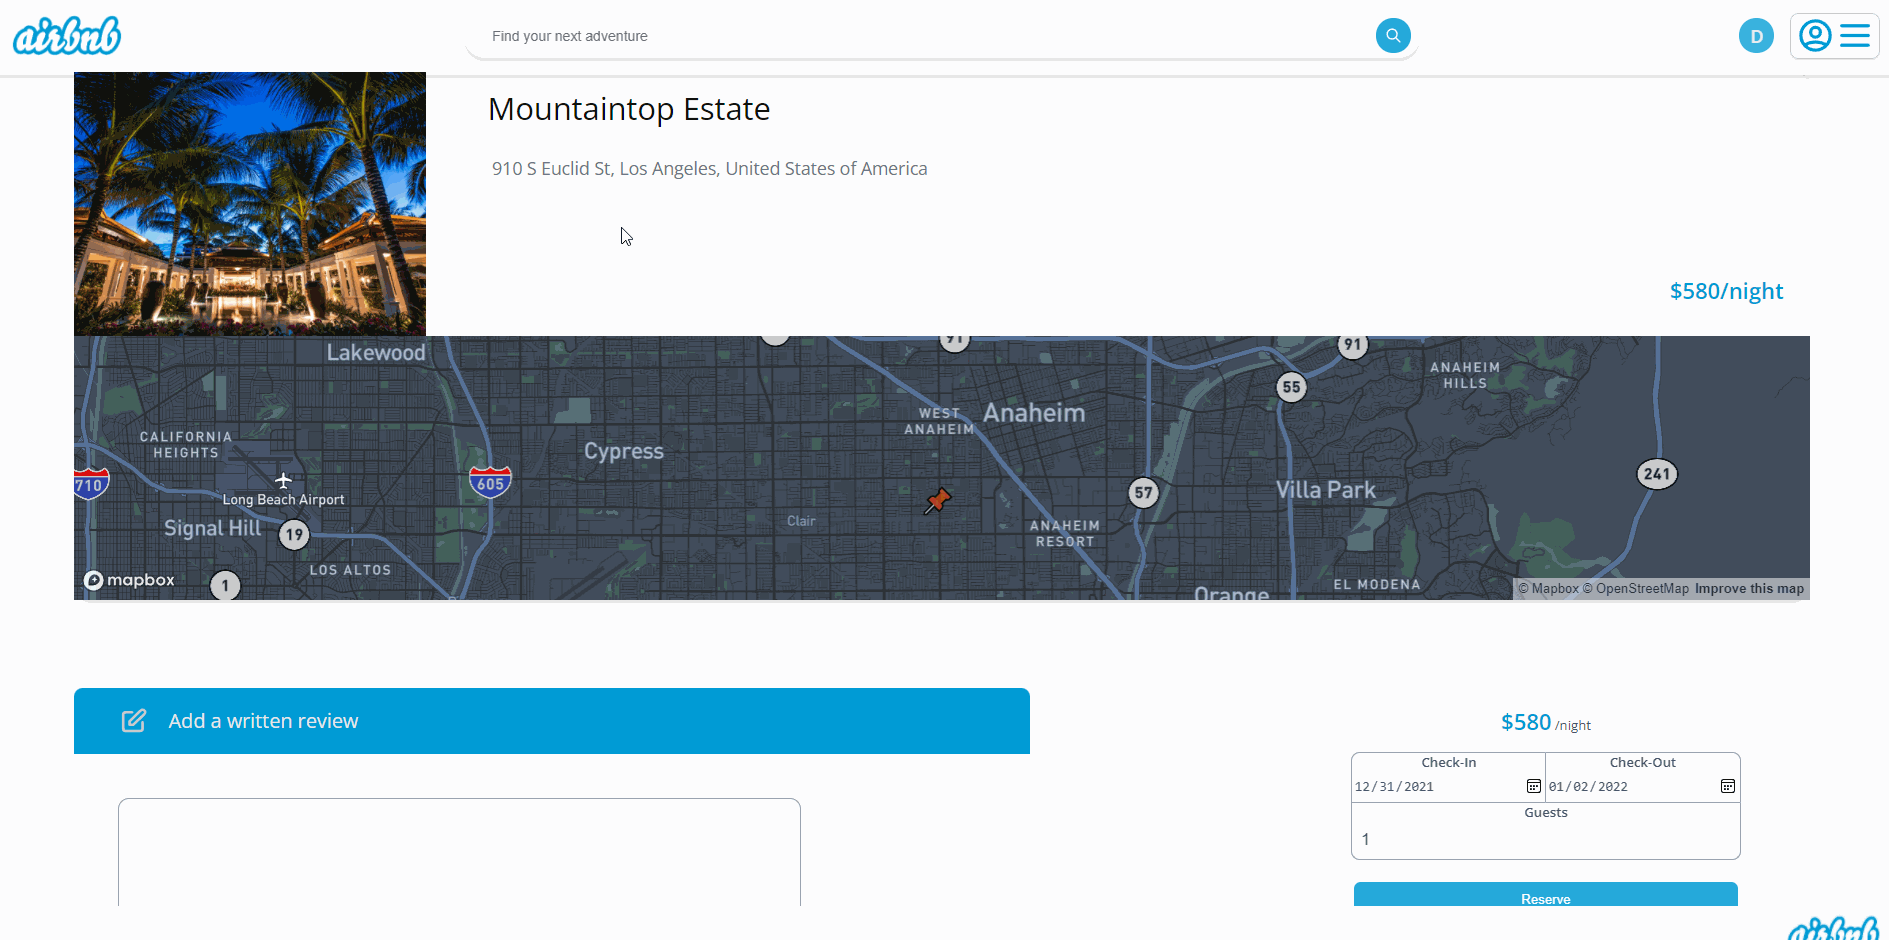 airbnb
Find your next adventure
D
Mountaintop Estate
910 S Euclid St, Los Angeles, United States of America
$580/night
Lakewood
91
91
ANAHEIM
HILLS
55
WEST
ANAHEIM
Anaheim
CALIFORNIA
HEIGHTS
Cypress
710
605
241
Long Beach Airport
57
Villa Park
Signal Hill
19
Clair
ANAHEIM
RESORT
LOS ALTOS
mapbox
1
EL MODENA
Orange
© Mapbox © OpenStreetMap Improve this map
Add a written review
$580 /night
Check-In
Check-Out
12/31/2021
01/02/2022
Guests
1
Reserve
airbnb